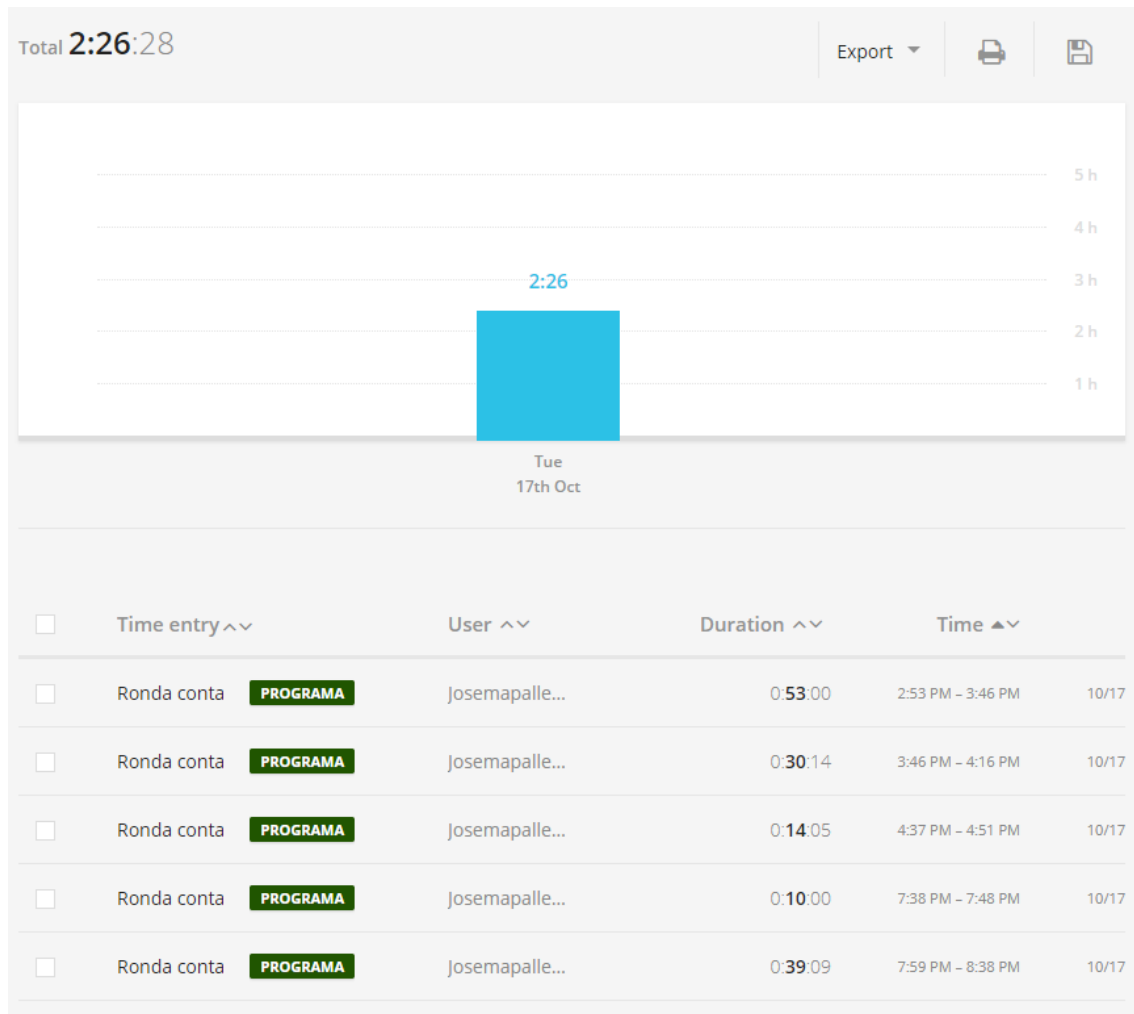 Total 2:26:28 Export
5 h
4 h
2:26 3 h
2 h
1 h
Tue
17th Oct
Time entry User Duration Time
Ronda conta PROGRAMA Josemapalle... 0:53:00 2:53 PM – 3:46 PM 10/17
Ronda conta PROGRAMA Josemapalle... 0:30:14 3:46 PM – 4:16 PM 10/17
Ronda conta PROGRAMA Josemapalle... 0:14:05 4:37 PM – 4:51 PM 10/17
Ronda conta PROGRAMA Josemapalle... 0:10:00 7:38 PM – 7:48 PM 10/17
Ronda conta PROGRAMA Josemapalle... 0:39:09 7:59 PM – 8:38 PM 10/17